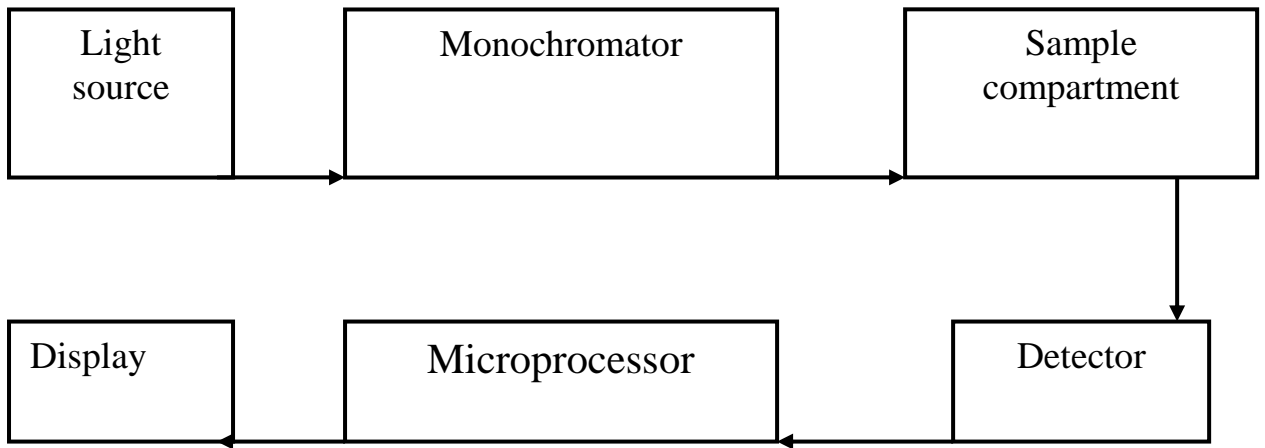 Light
source
Monochromator
Sample
compartment
Display
Microprocessor
Detector